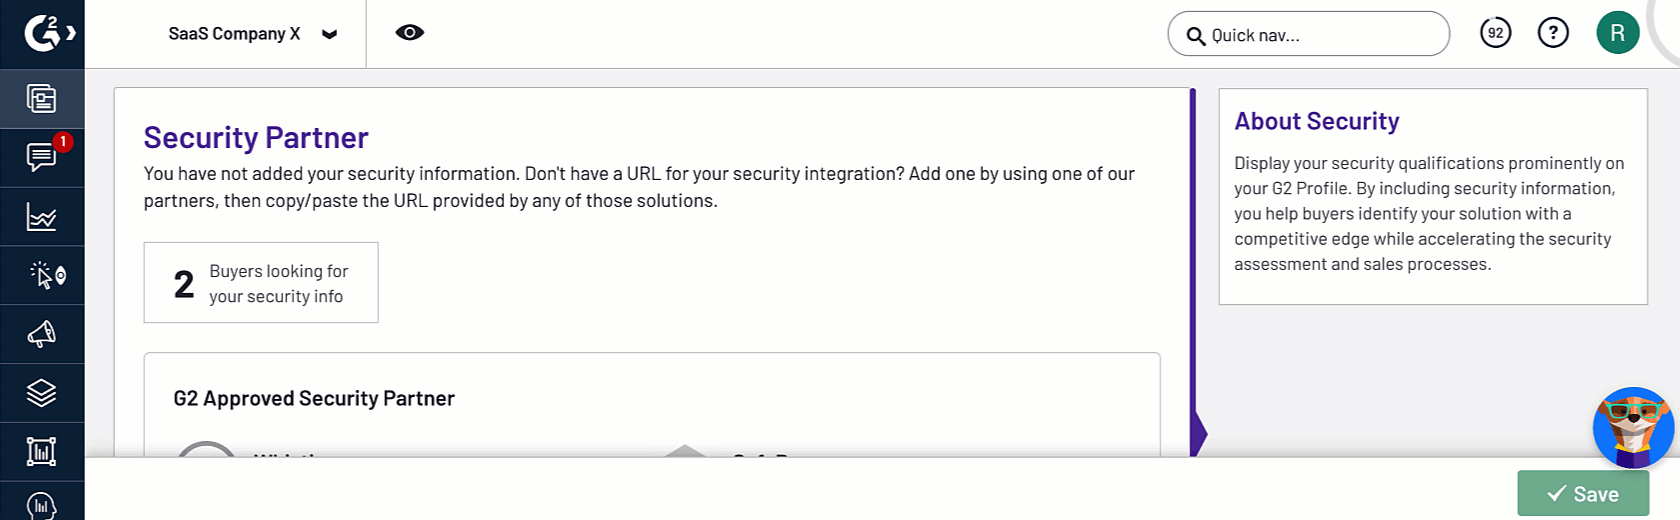 G2
SaaS Company X
Quick nav...
92
?
R
1
Security Partner
You have not added your security information. Don't have a URL for your security integration? Add one by using one of our
partners, then copy/paste the URL provided by any of those solutions.
2
Buyers looking for
your security info
G2 Approved Security Partner
About Security
Display your security qualifications prominently on
your G2 Profile. By including security information,
you help buyers identify your solution with a
competitive edge while accelerating the security
assessment and sales processes.
Save